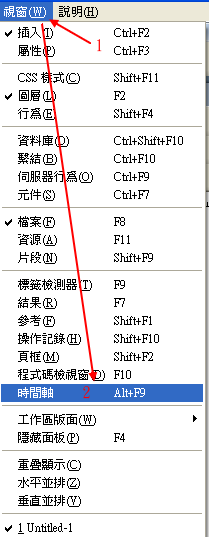 視窗(W) 說明(H)
1
插入(I) Ctrl+F2
屬性(P) Ctrl+F3
CSS 樣式(C) Shift+F11
圖層(L) F2
行為(E) Shift+F4
資料庫(D) Ctrl+Shift+F10
繫結(B) Ctrl+F10
伺服器行為(O) Ctrl+F9
元件(S) Ctrl+F7
檔案(F) F8
資源(A) F11
片段(N) Shift+F9
標籤檢測器(T) F9
結果(R) F7
參考(F) Shift+F1
操作記錄(H) Shift+F10
頁框(M) Shift+F2
程式碼檢視窗(D) F10
時間軸 2 Alt+F9
工作區版面(W)
隱藏面板(P) F4
重疊顯示(C)
水平並排(Z)
垂直並排(V)
1 Untitled-1